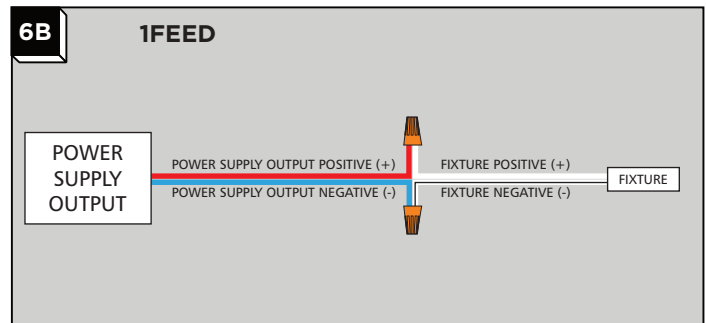 6B
1FEED
POWER
SUPPLY
OUTPUT
POWER SUPPLY OUTPUT POSITIVE (+)
POWER SUPPLY OUTPUT NEGATIVE (-)
FIXTURE POSITIVE (+)
FIXTURE NEGATIVE (-)
FIXTURE